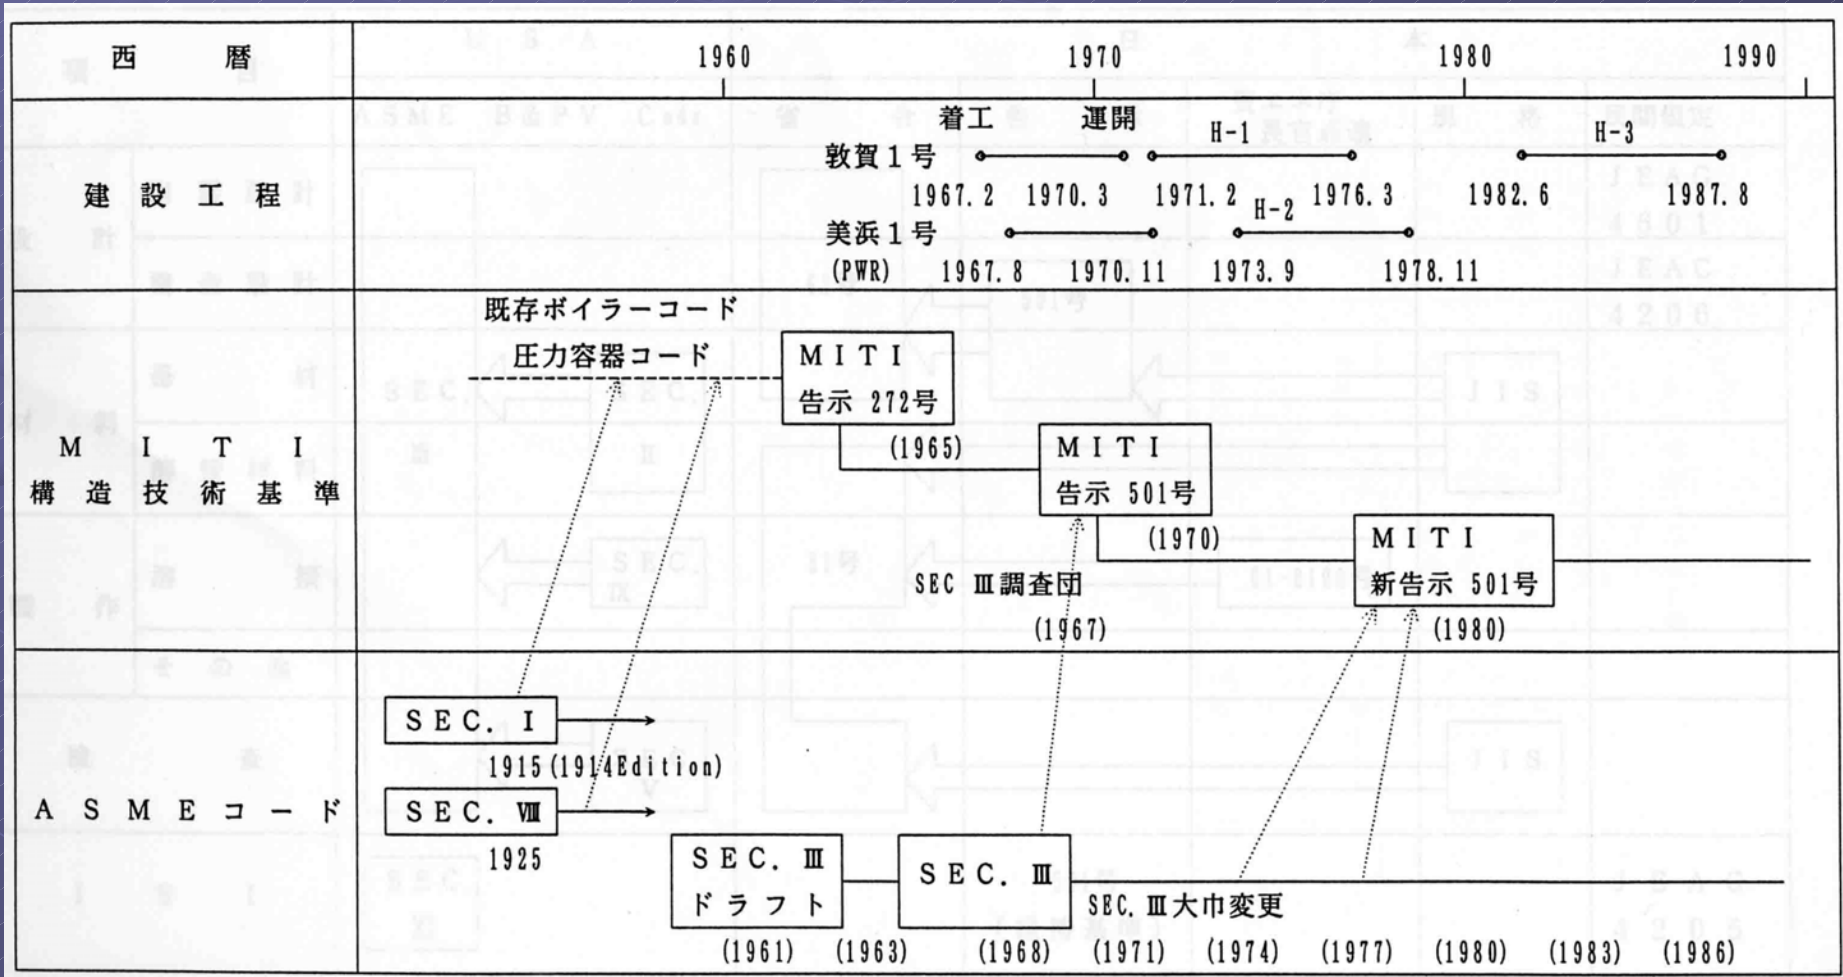 西 暦
1960 1970 1980 1990
建 設 工 程
着工 運開
敦賀1号 H-1 H-3
1967.2 1970.3 1971.2 1976.3 1982.6 1987.8
美浜1号 H-2
(PWR) 1967.8 1970.11 1973.9 1978.11
M I T I
構 造 技 術 基 準
既存ボイラーコード
圧力容器コード
MITI
告示 272号
(1965)
MITI
告示 501号
(1970)
SEC Ⅲ調査団
(1967)
MITI
新告示 501号
(1980)
A S M E コ ー ド
SEC. Ⅰ
1915(1914Edition)
SEC. Ⅷ
1925
SEC. Ⅲ
ドラフト
SEC. Ⅲ
SEC. Ⅲ大巾変更
(1961) (1963) (1968) (1971) (1974) (1977) (1980) (1983) (1986)